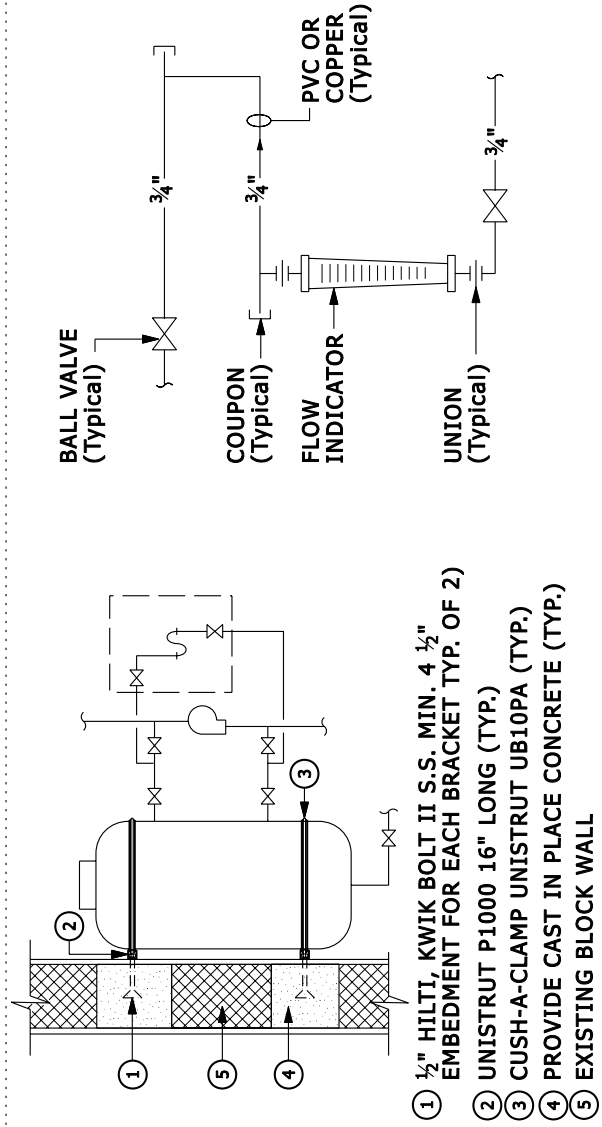 BALL VALVE
(Typical)
¾"
COUPON
(Typical)
¾"
PVC OR
COPPER
(Typical)
FLOW
INDICATOR
UNION
(Typical)
¾"
2
3
1
5
4
1 ½" HILTI, KWIK BOLT II S.S. MIN. 4 ½"
EMBEDMENT FOR EACH BRACKET TYP. OF 2)
2 UNISTRUT P1000 16" LONG (TYP.)
3 CUSH-A-CLAMP UNISTRUT UB10PA (TYP.)
4 PROVIDE CAST IN PLACE CONCRETE (TYP.)
5 EXISTING BLOCK WALL